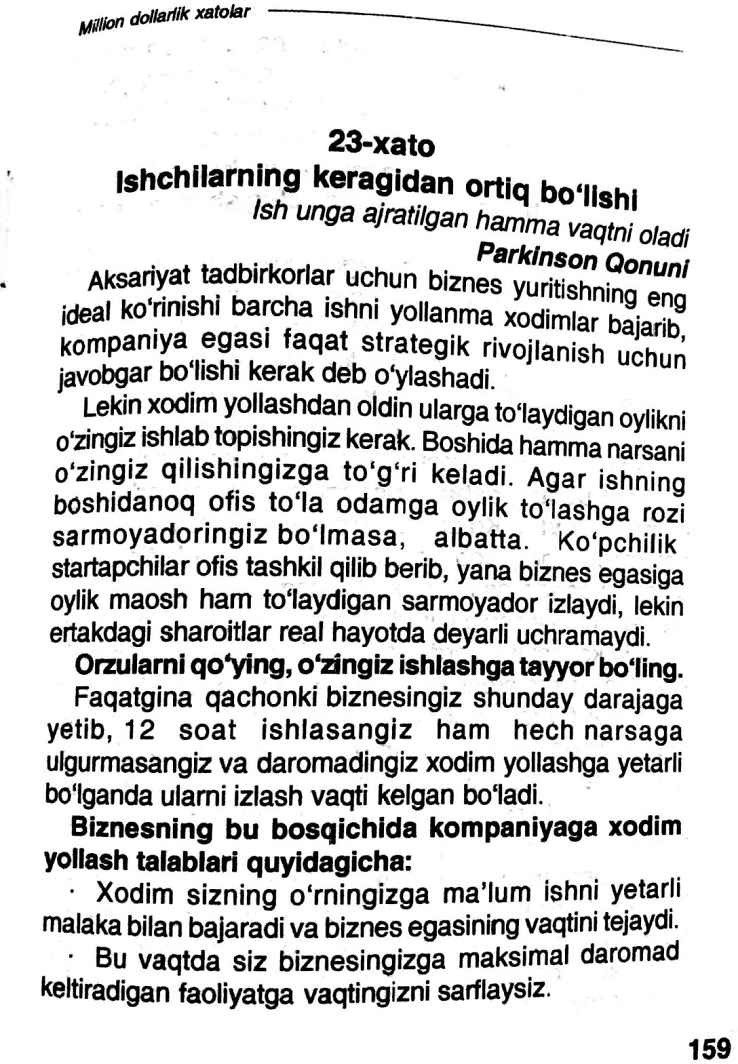 Million dollarlik xatolar
23-xato
Ishchilarning keragidan ortiq bo‘lishi
Ish unga ajratilgan hamma vaqtni oladi
Parkinson Qonuni
Aksariyat tadbirkorlar uchun biznes yuritishning eng
ideal ko‘rinishi barcha ishni yollanma xodimlar bajarib,
kompaniya egasi faqat strategik rivojlanish uchun
javobgar bo‘lishi kerak deb o‘ylashadi.
Lekin xodim yollashdan oldin ularga to‘laydigan oylikni
o‘zingiz ishlab topishingiz kerak. Boshida hamma narsani
o‘zingiz qilishingizga to‘g‘ri keladi. Agar ishning
boshidanoq ofis to‘la odamga oylik to‘lashga rozi
sarmoyadoringiz bo‘lmasa, albatta. Ko‘pchilik
startapchilar ofis tashkil qilib berib, yana biznes egasiga
oylik maosh ham to‘laydigan sarmoyador izlaydi, lekin
ertakdagi sharoitlar real hayotda deyarli uchramaydi.
Orzularni qo‘ying, o‘zingiz ishlashga tayyor bo‘ling.
Faqatgina qachonki biznesingiz shunday darajaga
yetib, 12 soat ishlasangiz ham hech narsaga
ulgurmasangiz va daromadingiz xodim yollashga yetarli
bo‘lganda ularni izlash vaqti kelgan bo‘ladi.
Biznesning bu bosqichida kompaniyaga xodim
yollash talablari quyidagicha:
· Xodim sizning o‘rningizga ma’lum ishni yetarli
malaka bilan bajaradi va biznes egasining vaqtini tejaydi.
· Bu vaqtda siz biznesingizga maksimal daromad
keltiradigan faoliyatga vaqtingizni sarflaysiz.
159